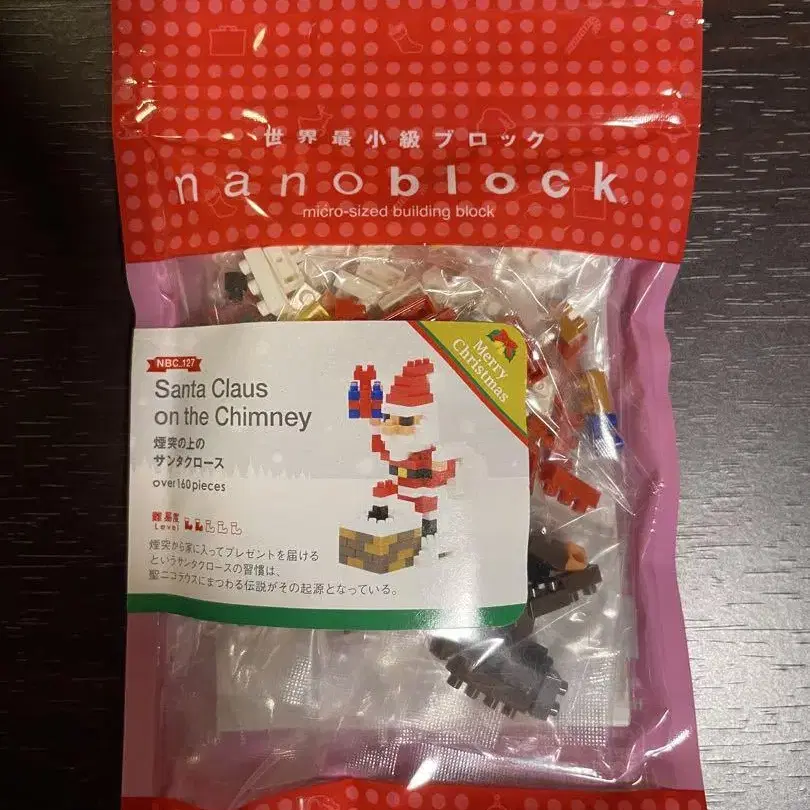 世界最小級ブロック
nanoblock
micro-sized building block
NBC_127
Santa Claus
on the Chimney
煙突の上の
サンタクロース
over160pieces
難易度
Level
Merry
Christmas
煙突から家に入ってプレゼントを届ける
というサンタクロースの習慣は、
聖ニコラウスにまつわる伝説がその起源となっている。